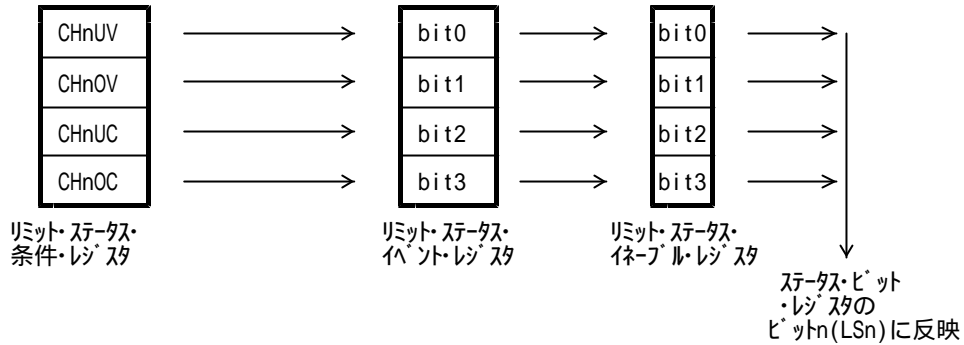 CHnUV
bit0
bit0
CHnOV
bit1
bit1
CHnUC
bit2
bit2
CHnOC
bit3
bit3
ﾘﾐｯﾄ･ｽﾃｰﾀｽ･
条件･ﾚｼﾞｽﾀ
ﾘﾐｯﾄ･ｽﾃｰﾀｽ･
ｲﾍﾞﾝﾄ･ﾚｼﾞｽﾀ
ﾘﾐｯﾄ･ｽﾃｰﾀｽ･
ｲﾈｰﾌﾞﾙ･ﾚｼﾞｽﾀ
ｽﾃｰﾀｽ･ﾋﾞｯﾄ
･ﾚｼﾞｽﾀの
ﾋﾞｯﾄn(LSn)に反映